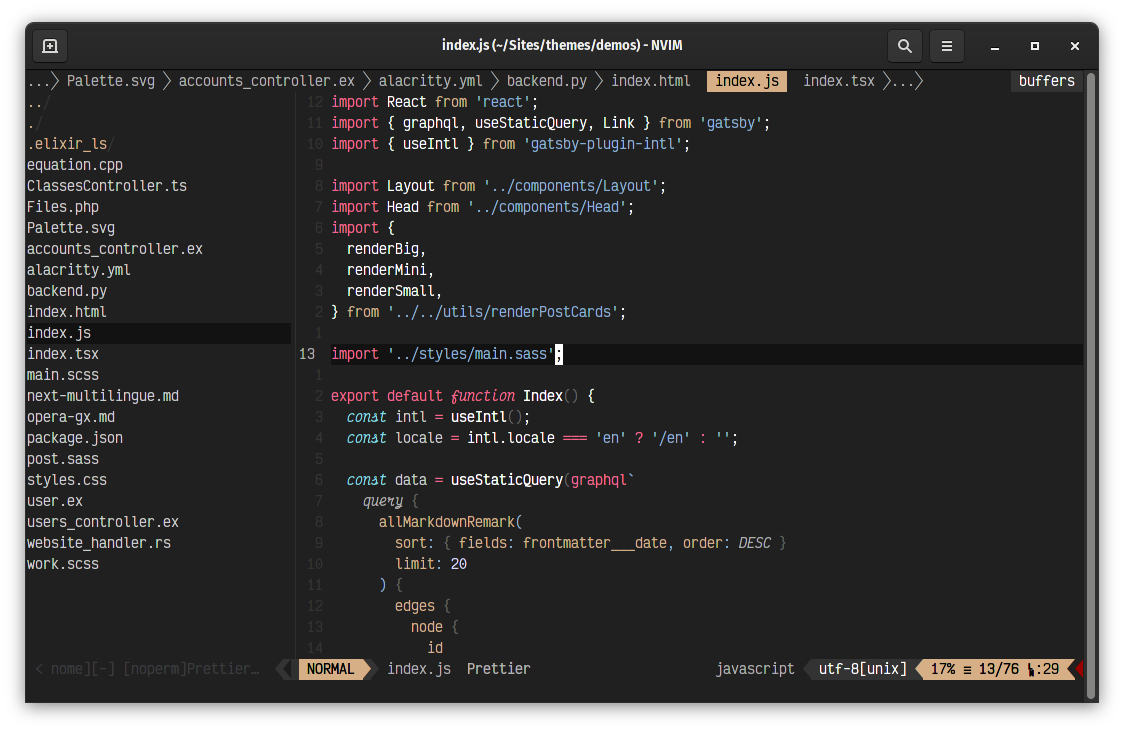 index.js (~/Sites/themes/demos) - NVIM
...> Palette.svg > accounts_controller.ex > alacritty.yml > backend.py > index.html index.js index.tsx >...> buffers
../
./
.elixir_ls/
equation.cpp
ClassesController.ts
Files.php
Palette.svg
accounts_controller.ex
alacritty.yml
backend.py
index.html
index.js
index.tsx
main.scss
next-multilingue.md
opera-gx.md
package.json
post.sass
styles.css
user.ex
users_controller.ex
website_handler.rs
work.scss
12 import React from 'react';
11 import { graphql, useStaticQuery, Link } from 'gatsby';
10 import { useIntl } from 'gatsby-plugin-intl';
9
8 import Layout from '../components/Layout';
7 import Head from '../components/Head';
6 import {
5   renderBig,
4   renderMini,
3   renderSmall,
2 } from '../../utils/renderPostCards';
1
13 import '../styles/main.sass';
1
2 export default function Index() {
3   const intl = useIntl();
4   const locale = intl.locale === 'en' ? '/en' : '';
5
6   const data = useStaticQuery(graphql`
7     query {
8       allMarkdownRemark(
9         sort: { fields: frontmatter___date, order: DESC }
10         limit: 20
11       ) {
12         edges {
13           node {
14             id
< nome][-] [noperm]Prettier… NORMAL index.js Prettier javascript utf-8[unix] 17% ≡ 13/76 :29